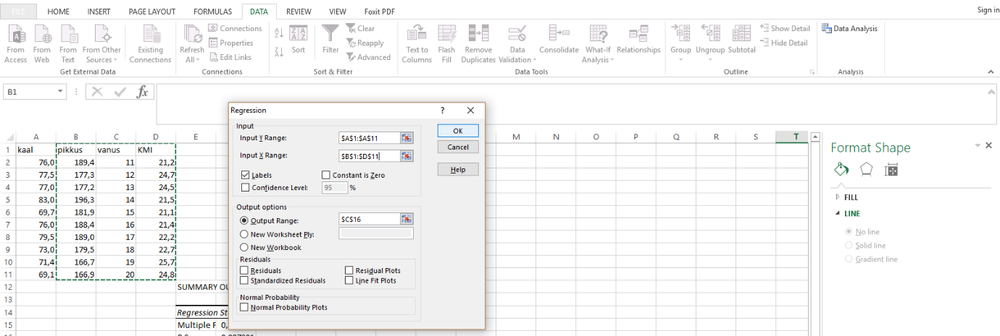 FILE HOME INSERT PAGE LAYOUT FORMULAS DATA REVIEW VIEW Foxit PDF Sign in
From Access From Web From Text From Other Sources Existing Connections
Get External Data
Refresh All Connections Properties Edit Links
Connections
Sort Filter Clear Reapply Advanced
Sort & Filter
Text to Columns Flash Fill Remove Duplicates Data Validation Consolidate What-If Analysis Relationships
Data Tools
Group Ungroup Subtotal Show Detail Hide Detail
Outline
Data Analysis
Analysis
B1 fx
A B C D E M N O P Q R S T
1 kaal pikkus vanus KMI
2 76,0 189,4 11 21,2
3 77,5 177,3 12 24,7
4 77,0 177,2 13 24,5
5 83,0 196,3 14 21,5
6 69,7 181,9 15 21,1
7 76,0 188,4 16 21,4
8 79,5 189,0 17 22,2
9 73,0 179,5 18 22,7
10 71,4 166,7 19 25,7
11 69,1 166,9 20 24,8
12 SUMMARY OU
13
14 Regression St
15 Multiple F 0,
Regression ? X
Input
Input Y Range: $A$1:$A$11
Input X Range: $B$1:$D$11
Labels Constant is Zero
Confidence Level: 95 %
Output options
Output Range: $C$16
New Worksheet Ply:
New Workbook
Residuals
Residuals Residual Plots
Standardized Residuals Line Fit Plots
Normal Probability
Normal Probability Plots
OK
Cancel
Help
Format Shape
FILL
LINE
No line
Solid line
Gradient line